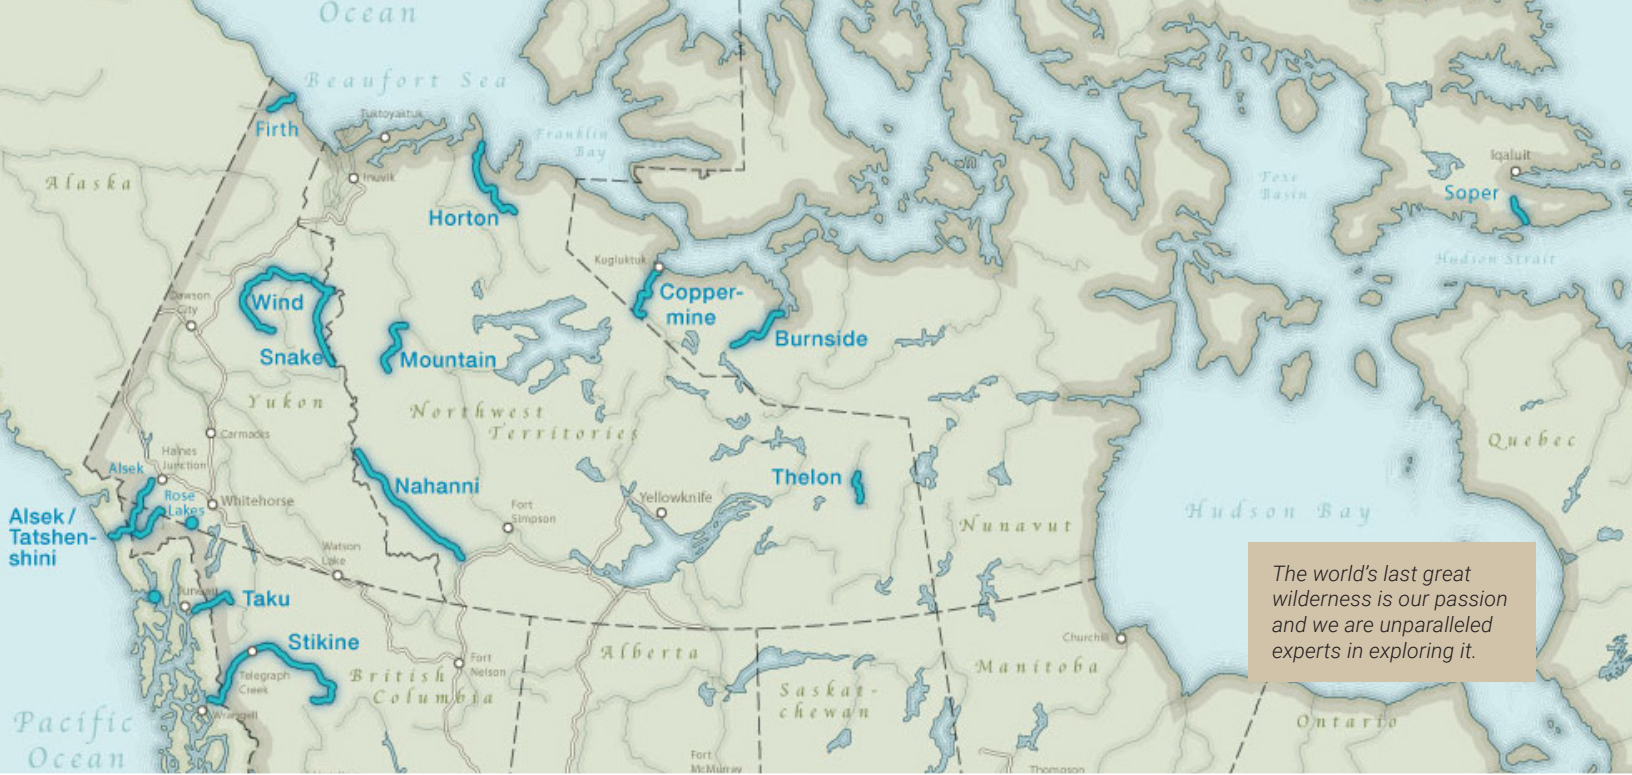 Ocean
Beaufort Sea
Firth
Tuktoyaktuk
Franklin
Bay
Alaska
Inuvik
Horton
Iqaluit
Soper
Foxe
Basin
Hudson Strait
Kugluktuk
Copper-
mine
Burnside
Dawson
City
Wind
Snake
Mountain
Yukon
Northwest
Territories
Carmacks
Haines
Junction
Alsek
Rose
Lakes
Whitehorse
Alsek /
Tatshen-
shini
Nahanni
Fort
Simpson
Yellowknife
Thelon
Nunavut
Quebec
Hudson Bay
Watson
Lake
Juneau
Taku
Stikine
Telegraph
Creek
Wrangell
British
Columbia
Fort
Nelson
Alberta
Saskat-
chewan
Manitoba
Churchill
The world's last great
wilderness is our passion
and we are unparalleled
experts in exploring it.
Ontario
Pacific
Ocean
Fort
McMurray
Thompson